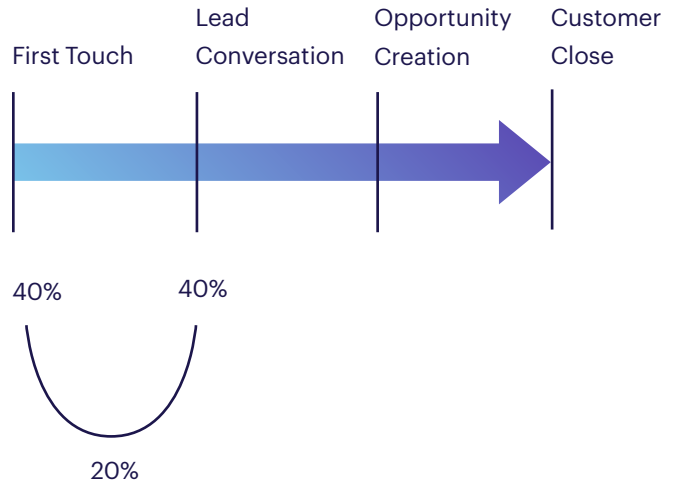 First Touch
Lead
Conversation
Opportunity
Creation
Customer
Close
40%
40%
20%